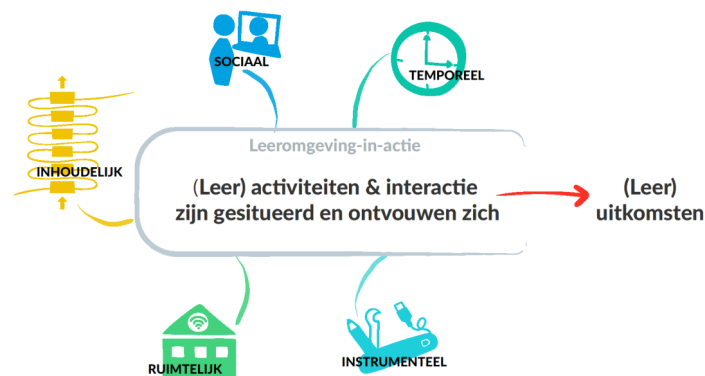 SOCIAAL
TEMPOREEL
Leeromgeving-in-actie
INHOUDELIJK
(Leer) activiteiten & interactie
zijn gesitueerd en ontvouwen zich
(Leer)
uitkomsten
RUIMTELIJK
INSTRUMENTEEL